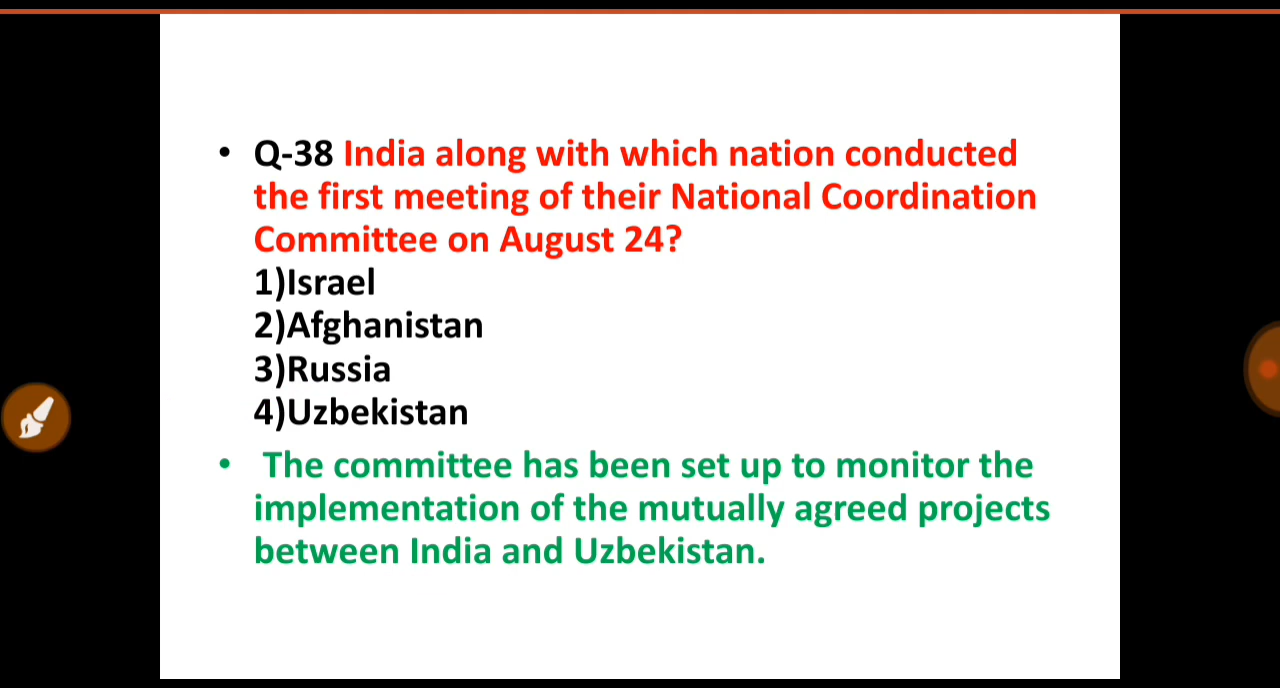 • Q-38 India along with which nation conducted
the first meeting of their National Coordination
Committee on August 24?
1)Israel
2)Afghanistan
3)Russia
4)Uzbekistan
• The committee has been set up to monitor the
implementation of the mutually agreed projects
between India and Uzbekistan.